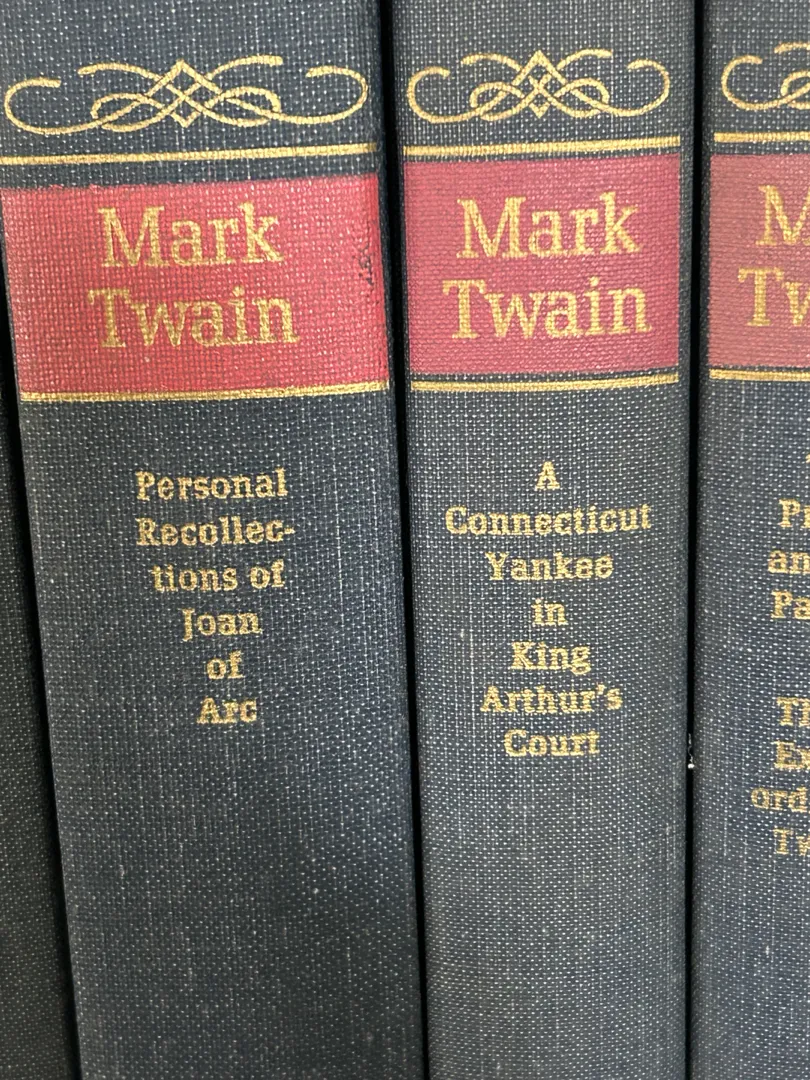 Mark
Twain
Personal
Recollec-
tions of
Joan
of
Arc
Mark
Twain
A
Connecticut
Yankee
in
King
Arthur's
Court